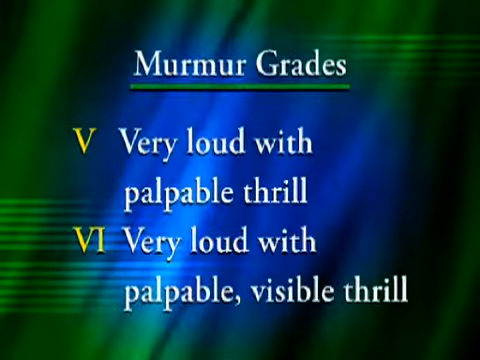 Murmur Grades
V Very loud with
palpable thrill
VI Very loud with
palpable, visible thrill